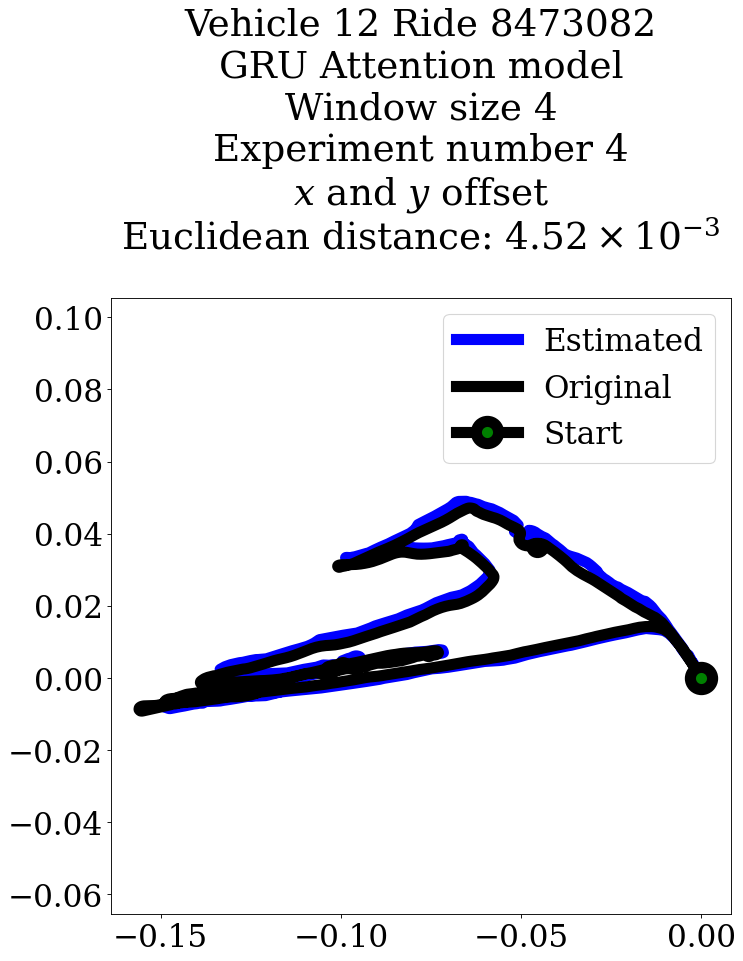 Vehicle 12 Ride 8473082
GRU Attention model
Window size 4
Experiment number 4
x and y offset
Euclidean distance: 4.52 × 10⁻³
Estimated
Original
Start
0.10
0.08
0.06
0.04
0.02
0.00
−0.02
−0.04
−0.06
−0.15
−0.10
−0.05
0.00